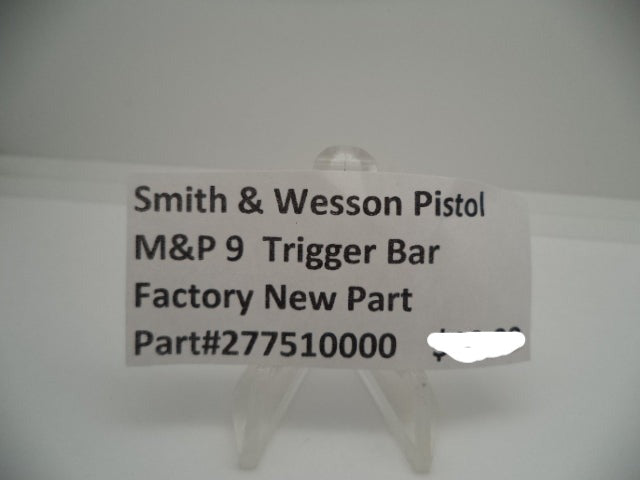 Smith & Wesson Pistol
M&P 9 Trigger Bar
Factory New Part
Part#277510000